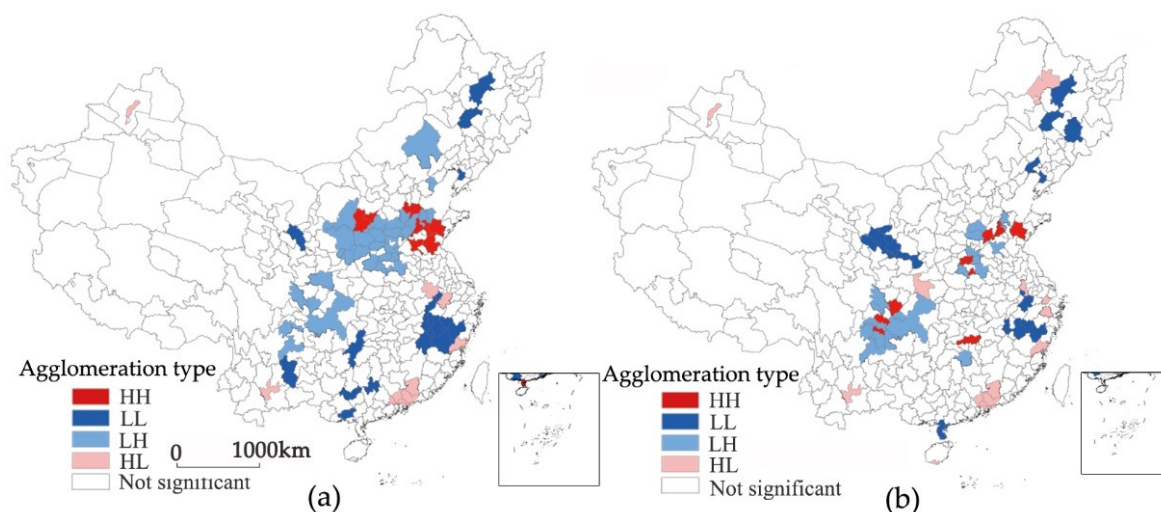 Agglomeration type
HH
LL
LH
HL
Not significant
0 1000km
(a)
Agglomeration type
HH
LL
LH
HL
Not significant
(b)